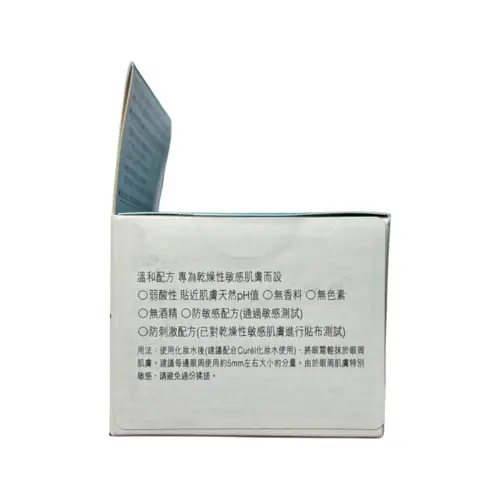 溫和配方 專為乾燥性敏感肌膚而設
○弱酸性 貼近肌膚天然pH值 ○無香料 ○無色素
○無酒精 ○防敏感配方(通過敏感測試)
○防刺激配方(已對乾燥性敏感肌膚進行貼布測試)
用法：使用化妝水後(建議配合Curél化妝水使用)，將眼霜輕抹於眼周
肌膚。建議每邊眼周使用約5mm左右大小的分量。由於眼周肌膚特別
敏感，請避免過份揉搓。